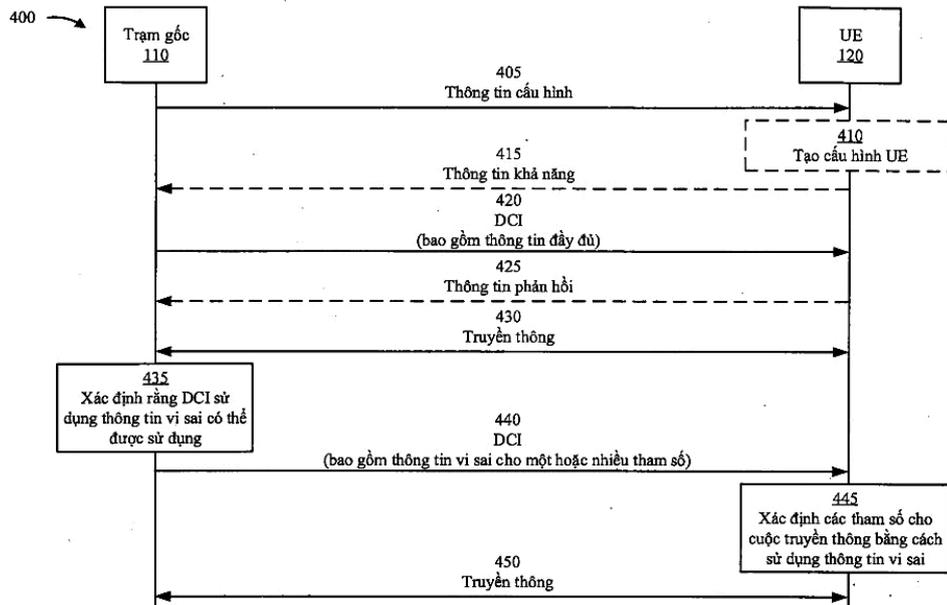 400
Trạm gốc
110
UE
120
405
Thông tin cấu hình
410
Tạo cấu hình UE
415
Thông tin khả năng
420
DCI
(bao gồm thông tin đầy đủ)
425
Thông tin phản hồi
430
Truyền thông
435
Xác định rằng DCI sử
dụng thông tin vi sai có thể
được sử dụng
440
DCI
(bao gồm thông tin vi sai cho một hoặc nhiều tham số)
445
Xác định các tham số cho
cuộc truyền thông bằng cách
sử dụng thông tin vi sai
450
Truyền thông